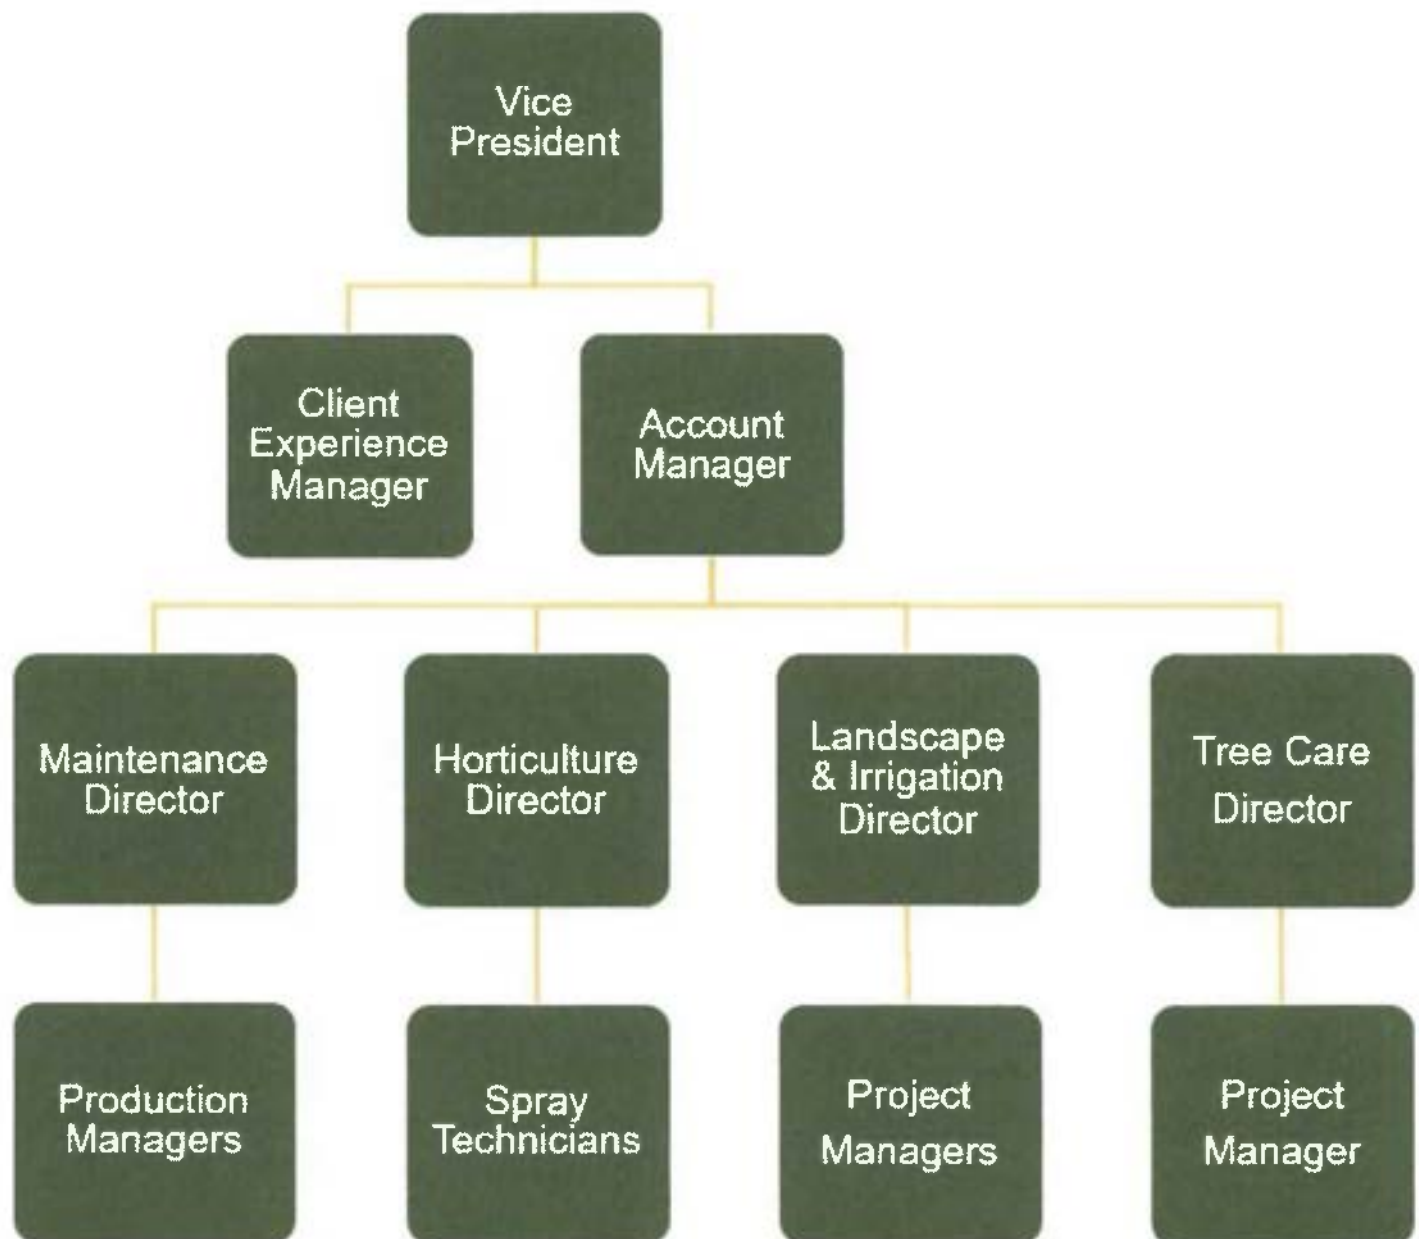 Vice
President
Client
Experience
Manager
Account
Manager
Maintenance
Director
Horticulture
Director
Landscape
& Irrigation
Director
Tree Care
Director
Production
Managers
Spray
Technicians
Project
Managers
Project
Manager